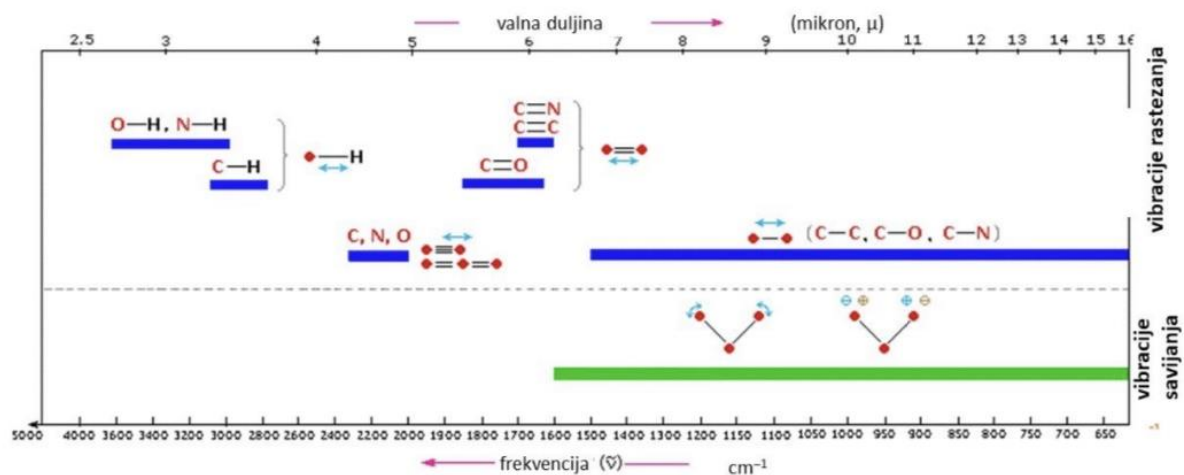 valna duljina (mikron, μ)
2.5 3 4 5 6 7 8 9 10 11 12 13 14 15 16
vibracije rastezanja
O—H, N—H
C—H
—H
C=N
C=C
C=O
C, N, O
(C—C, C—O, C—N)
vibracije savijanja
5000 4000 3600 3400 3200 3000 2800 2600 2400 2200 2000 1900 1800 1700 1600 1500 1400 1300 1200 1150 1100 1050 1000 950 900 850 800 750 700 650
-1
frekvencija (ν̃) cm⁻¹